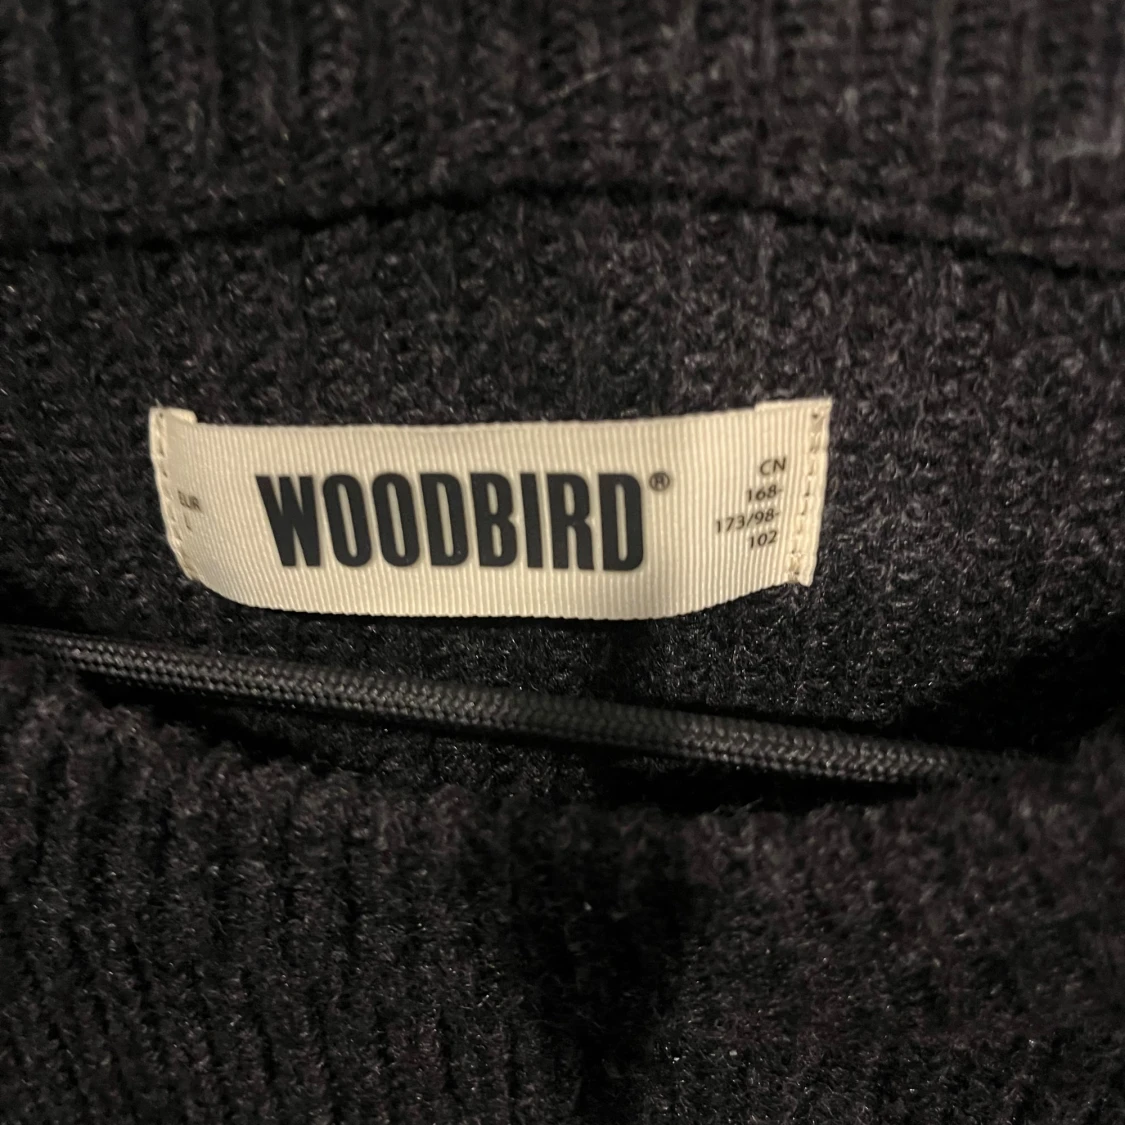 EUR
L
WOODBIRD®
CN
168-
173/98-
102